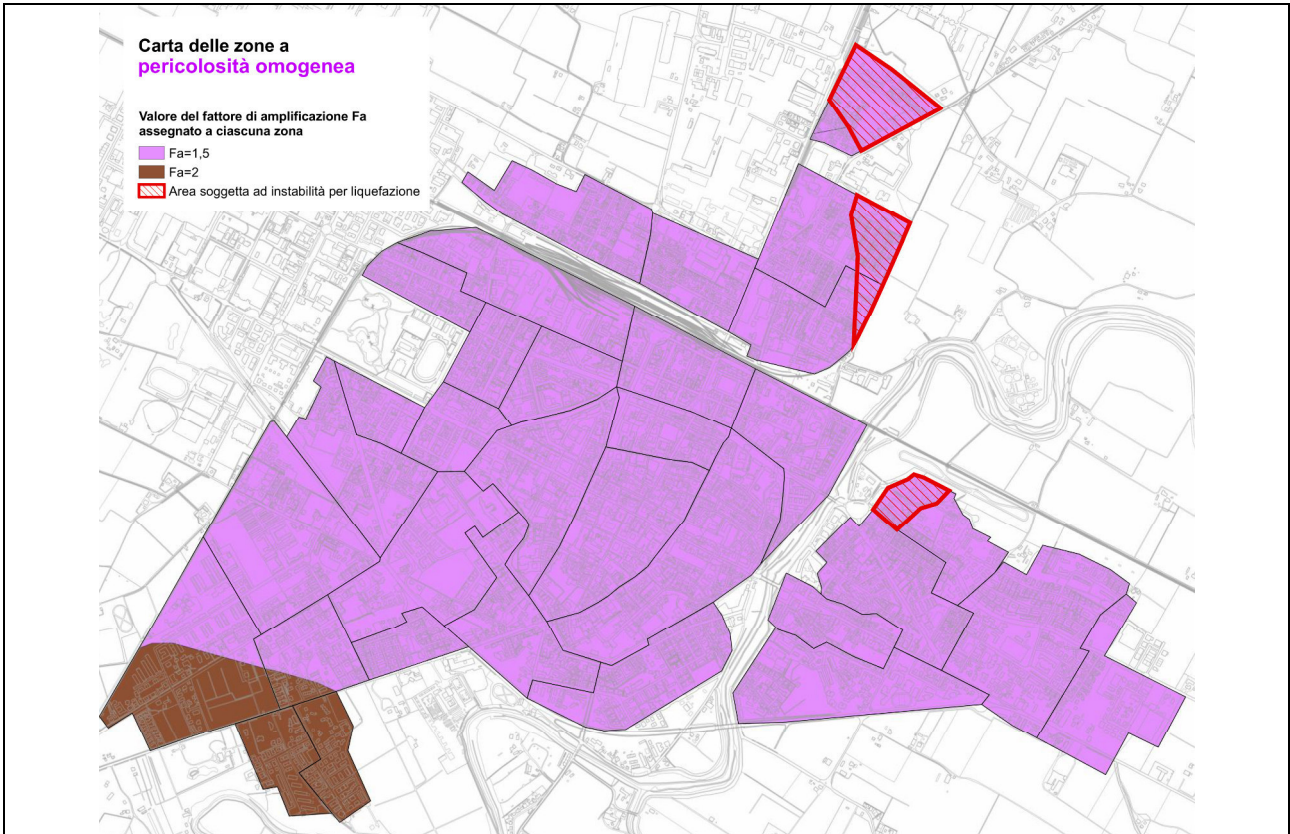 Carta delle zone a
pericolosità omogenea
Valore del fattore di amplificazione Fa
assegnato a ciascuna zona
Fa=1,5
Fa=2
Area soggetta ad instabilità per liquefazione